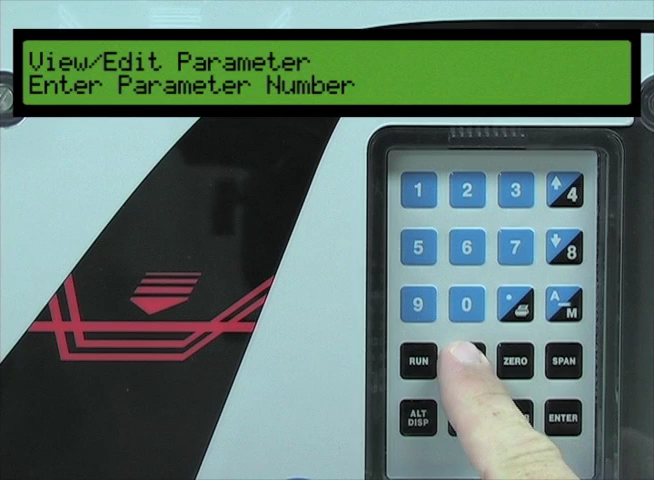 View/Edit Parameter
Enter Parameter Number
1 2 3 4
5 6 7 8
9 0 . A M
RUN ZERO SPAN
ALT DISP ENTER